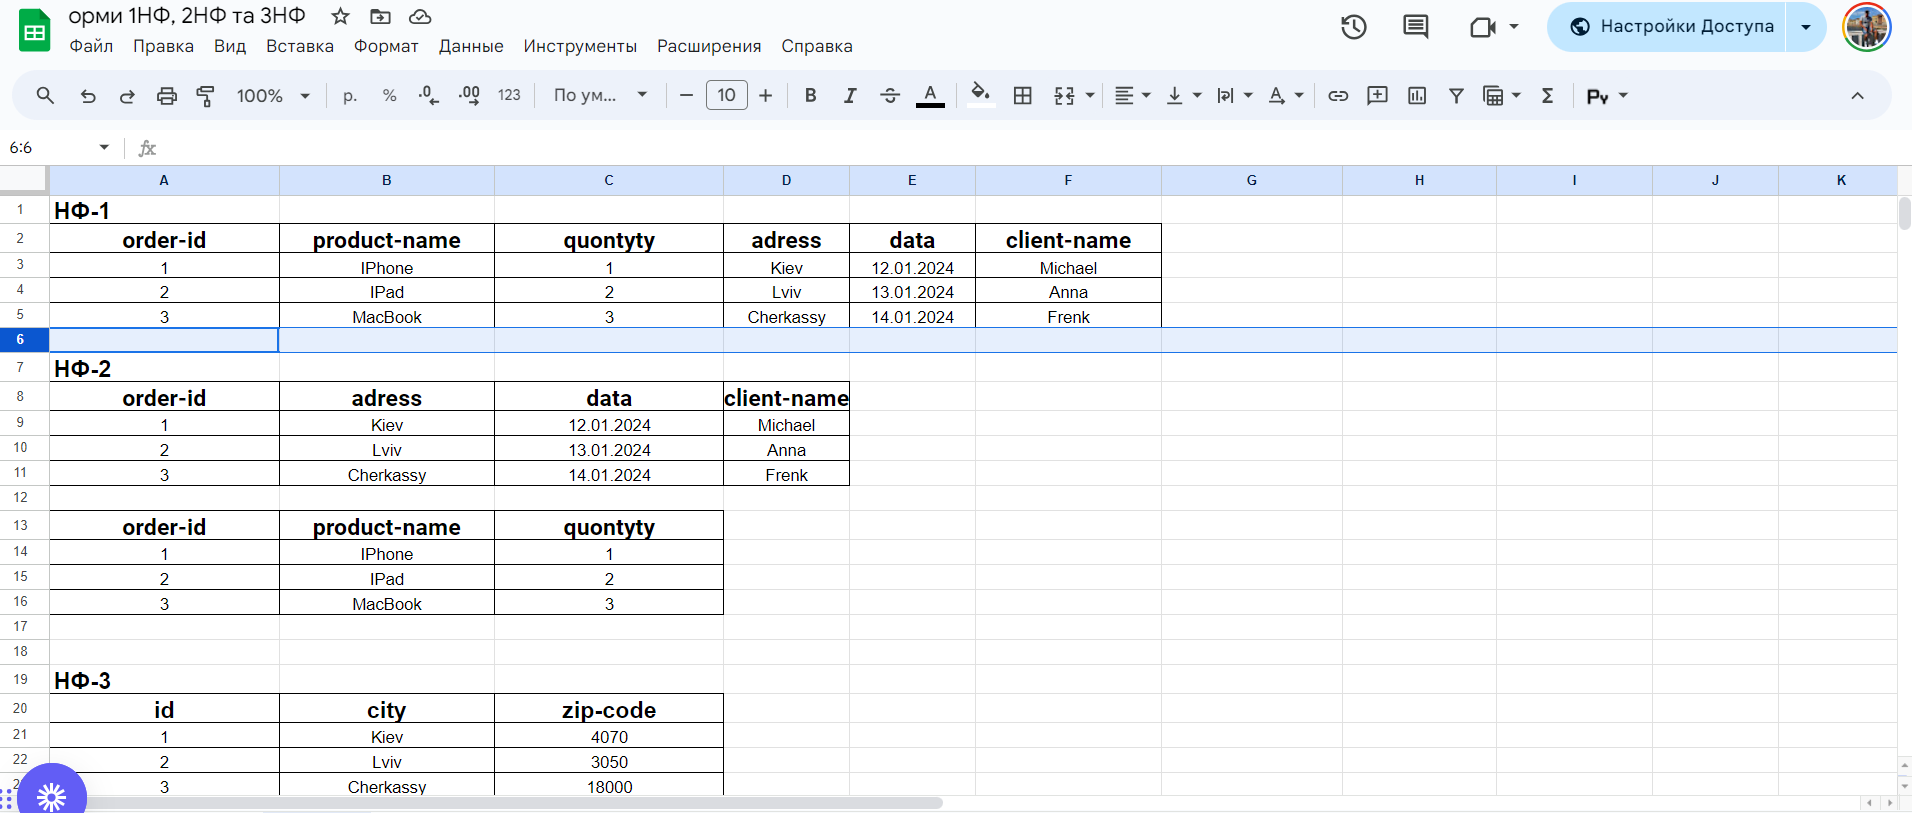 орми 1НФ, 2НФ та 3НФ
Файл Правка Вид Вставка Формат Данные Инструменты Расширения Справка
Настройки Доступа
100% р. % .0 .00 123 По ум... 10 B I A Σ Py
6:6 fx
A B C D E F G H I J K
1 НФ-1
2 order-id product-name quontyty adress data client-name
3 1 IPhone 1 Kiev 12.01.2024 Michael
4 2 IPad 2 Lviv 13.01.2024 Anna
5 3 MacBook 3 Cherkassy 14.01.2024 Frenk
6
7 НФ-2
8 order-id adress data client-name
9 1 Kiev 12.01.2024 Michael
10 2 Lviv 13.01.2024 Anna
11 3 Cherkassy 14.01.2024 Frenk
12
13 order-id product-name quontyty
14 1 IPhone 1
15 2 IPad 2
16 3 MacBook 3
17
18
19 НФ-3
20 id city zip-code
21 1 Kiev 4070
22 2 Lviv 3050
3 Cherkassy 18000